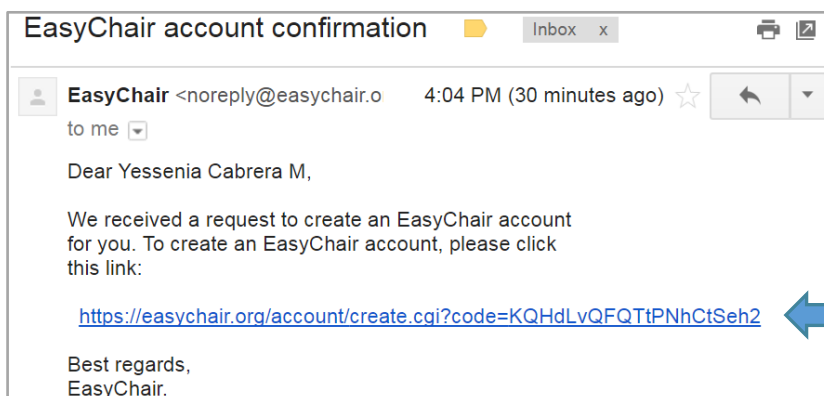 EasyChair account confirmation Inbox x
EasyChair <noreply@easychair.o 4:04 PM (30 minutes ago)
to me
Dear Yessenia Cabrera M,
We received a request to create an EasyChair account
for you. To create an EasyChair account, please click
this link:
https://easychair.org/account/create.cgi?code=KQHdLvQFQTtPNhCtSeh2
Best regards,
EasyChair.